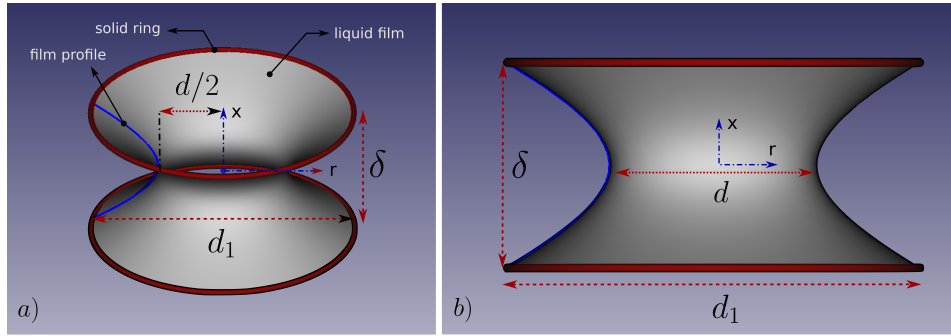 solid ring
liquid film
film profile
d/2
x
r
δ
d₁
a)
x
r
δ
d
d₁
b)